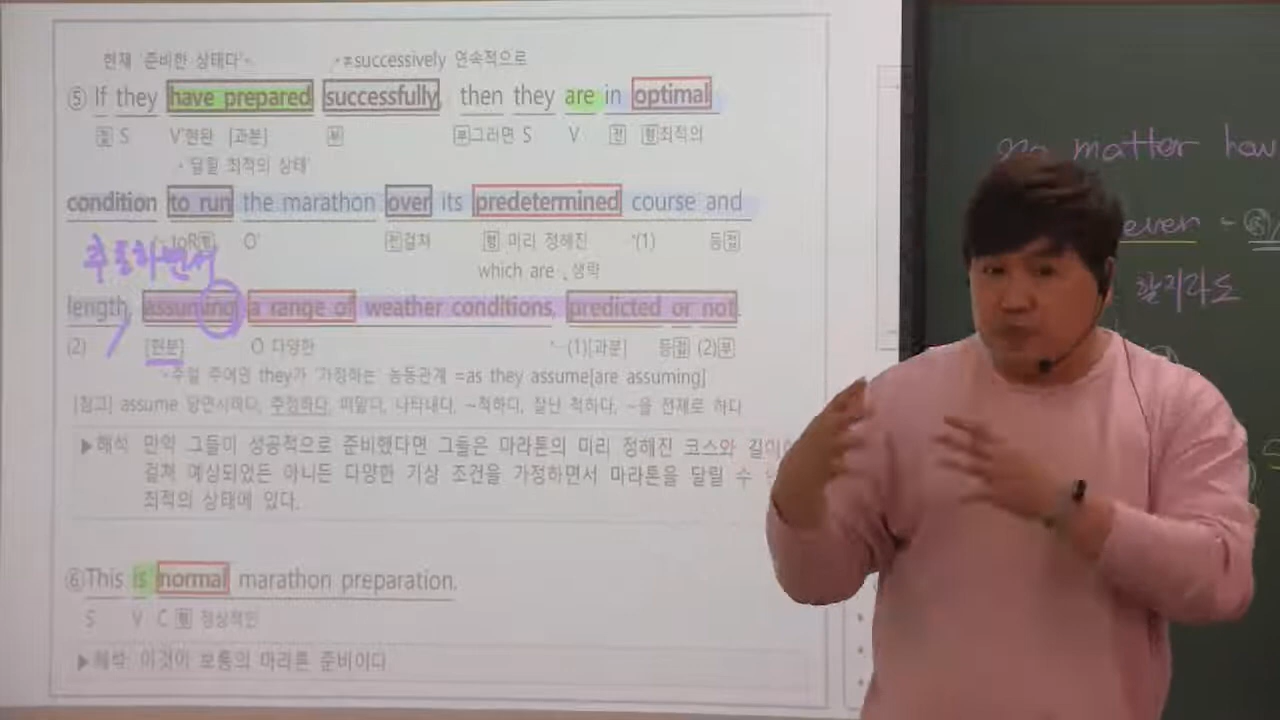 현재 '준비한 상태다'
≠successively 연속적으로
⑤ If they have prepared successfully, then they are in optimal
접 S V'현완 [과분] 부 부그러면 S V 전 형최적의
'달릴 최적의 상태'
condition to run the marathon over its predetermined course and
toR형 O' 전걸쳐 형 미리 정해진 (1) 등접
추정하면서
which are 생략
length, assuming a range of weather conditions, predicted or not.
(2) [현분] O 다양한 (1)[과분] 등접 (2)부
주절 주어인 they가 '가정하는' 능동관계 =as they assume[are assuming]
[참고] assume 당연시하다, 추정하다, 떠맡다, 나타내다, ~척하다, 잘난 척하다, ~을 전제로 하다
▶해석 만약 그들이 성공적으로 준비했다면 그들은 마라톤의 미리 정해진 코스와 길이에
걸쳐 예상되었든 아니든 다양한 기상 조건을 가정하면서 마라톤을 달릴 수
최적의 상태에 있다.
⑥This is normal marathon preparation.
S V C 형 정상적인
▶해석 이것이 보통의 마라톤 준비이다.
no matter how
ever
할지라도